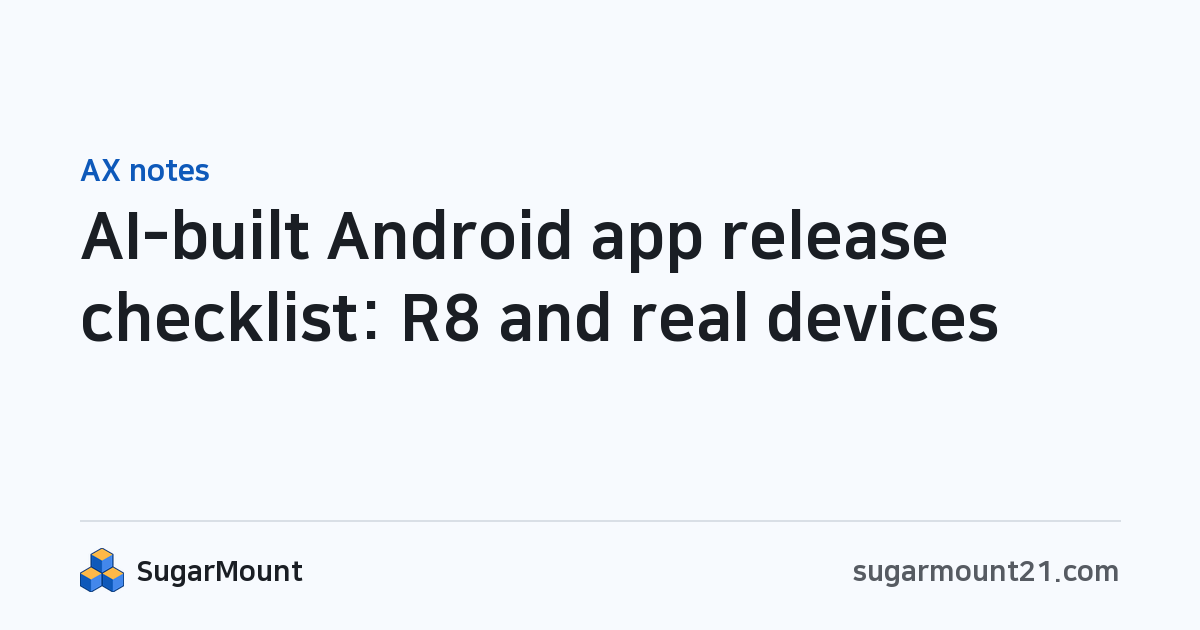 AX notes
AI-built Android app release
checklist: R8 and real devices
SugarMount
sugarmount21.com